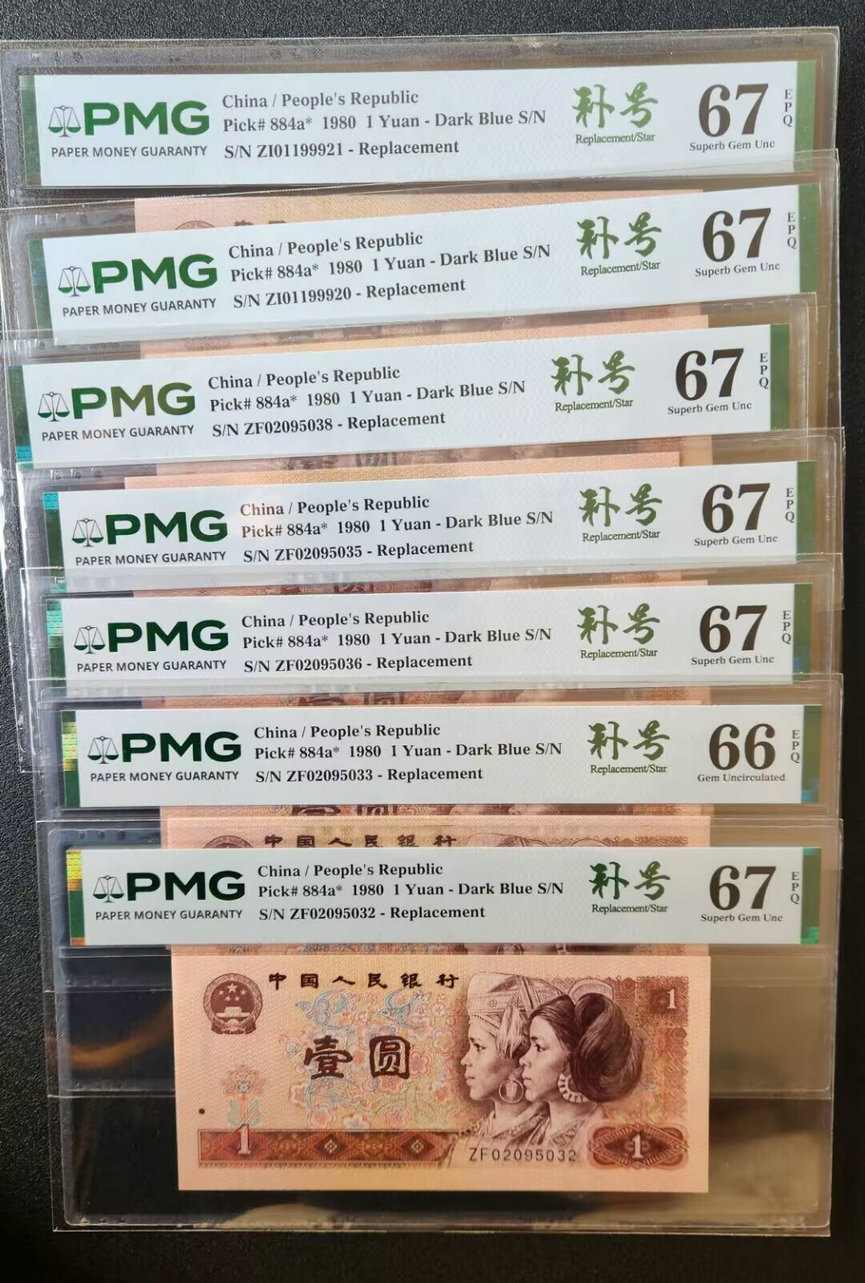 PMG
PAPER MONEY GUARANTY
China / People's Republic
Pick# 884a* 1980 1 Yuan - Dark Blue S/N
S/N ZI01199921 - Replacement
补号
Replacement/Star
67
Superb Gem Unc
EPQ
PMG
PAPER MONEY GUARANTY
China / People's Republic
Pick# 884a* 1980 1 Yuan - Dark Blue S/N
S/N ZI01199920 - Replacement
补号
Replacement/Star
67
Superb Gem Unc
EPQ
PMG
PAPER MONEY GUARANTY
China / People's Republic
Pick# 884a* 1980 1 Yuan - Dark Blue S/N
S/N ZF02095038 - Replacement
补号
Replacement/Star
67
Superb Gem Unc
EPQ
PMG
PAPER MONEY GUARANTY
China / People's Republic
Pick# 884a* 1980 1 Yuan - Dark Blue S/N
S/N ZF02095035 - Replacement
补号
Replacement/Star
67
Superb Gem Unc
EPQ
PMG
PAPER MONEY GUARANTY
China / People's Republic
Pick# 884a* 1980 1 Yuan - Dark Blue S/N
S/N ZF02095036 - Replacement
补号
Replacement/Star
67
Superb Gem Unc
EPQ
PMG
PAPER MONEY GUARANTY
China / People's Republic
Pick# 884a* 1980 1 Yuan - Dark Blue S/N
S/N ZF02095033 - Replacement
补号
Replacement/Star
66
Gem Uncirculated
EPQ
中国人民银行
PMG
PAPER MONEY GUARANTY
China / People's Republic
Pick# 884a* 1980 1 Yuan - Dark Blue S/N
S/N ZF02095032 - Replacement
补号
Replacement/Star
67
Superb Gem Unc
EPQ
中国人民银行
1
壹圆
1
ZF02095032
1